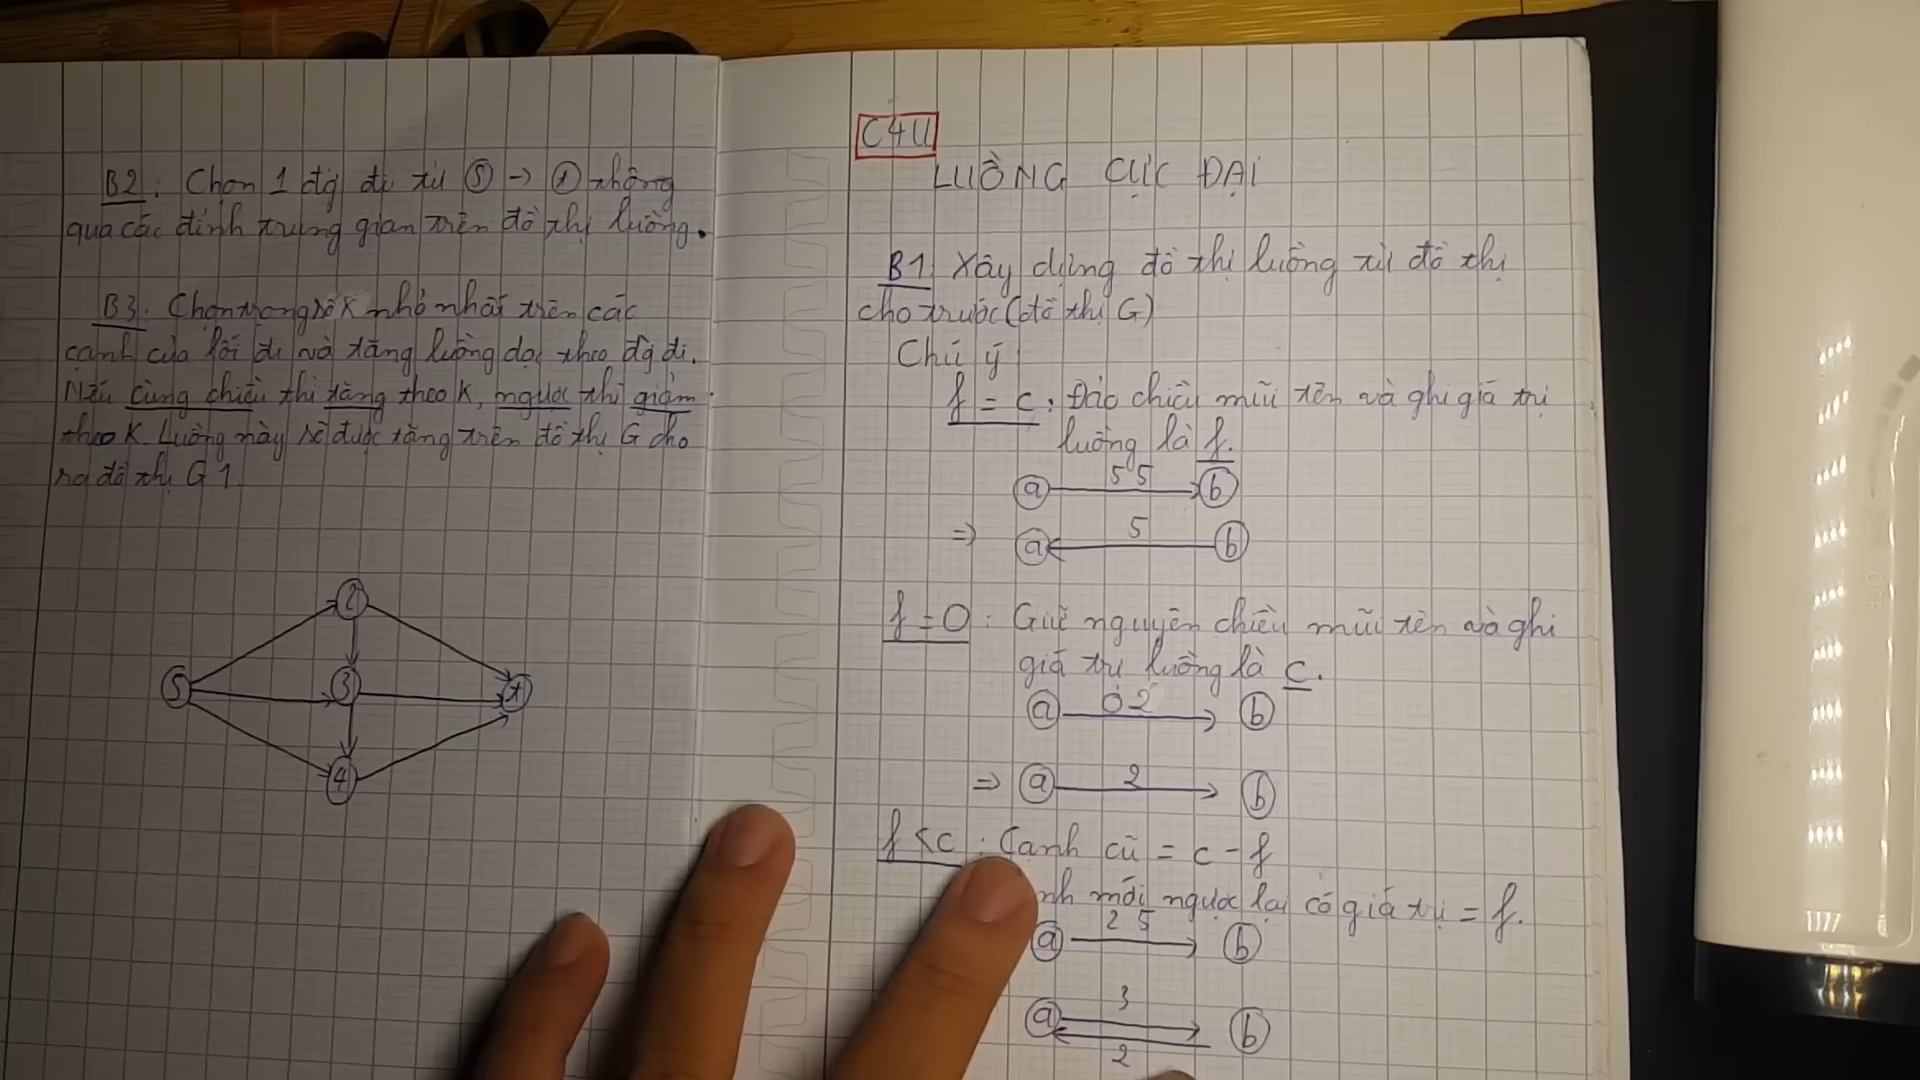 B2: Chọn 1 đg đi từ s -> t thông
qua các đỉnh trung gian trên đồ thị luồng.
B3: Chọn trọng số K nhỏ nhất trên các
cạnh của lối đi và tăng luồng dọc theo đg đi.
Nếu cùng chiều thì tăng theo K, ngược thì giảm
theo K. Luồng này sẽ được tăng trên đồ thị G cho
ra đồ thị G1.
2
s 3 t
4
C4U
LUỒNG CỰC ĐẠI
B1 Xây dựng đồ thị luồng từ đồ thị
cho trước (đồ thị G)
Chú ý
f = c: Đảo chiều mũi tên và ghi giá trị
luồng là f.
a 5 5 b
=> a 5 b
f = 0: Giữ nguyên chiều mũi tên và ghi
giá trị luồng là c.
a 0 2 b
=> a 2 b
f < c: Cạnh cũ = c - f
nh mới ngược lại có giá trị = f.
a 2 5 b
a 3 b
2